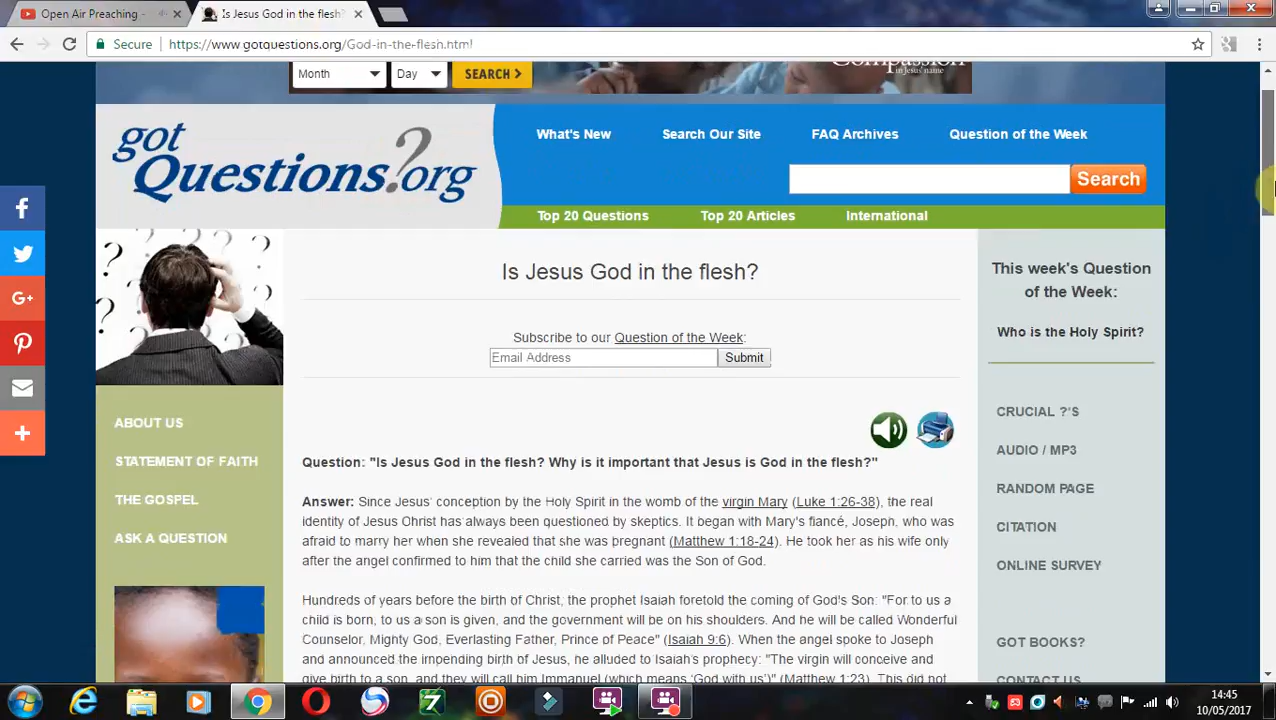 Open Air Preaching -
Is Jesus God in the flesh?
Secure
https://www.gotquestions.org/God-in-the-flesh.html
Compassion
in Jesus' name
Month
Day
SEARCH
got
Questions?.org
What's New
Search Our Site
FAQ Archives
Question of the Week
Search
Top 20 Questions
Top 20 Articles
International
Is Jesus God in the flesh?
Subscribe to our Question of the Week:
Email Address
Submit
This week's Question
of the Week:
Who is the Holy Spirit?
ABOUT US
STATEMENT OF FAITH
THE GOSPEL
ASK A QUESTION
CRUCIAL ?'S
AUDIO / MP3
RANDOM PAGE
CITATION
ONLINE SURVEY
GOT BOOKS?
CONTACT US
Question: "Is Jesus God in the flesh? Why is it important that Jesus is God in the flesh?"
Answer: Since Jesus' conception by the Holy Spirit in the womb of the virgin Mary (Luke 1:26-38), the real
identity of Jesus Christ has always been questioned by skeptics. It began with Mary's fiancé, Joseph, who was
afraid to marry her when she revealed that she was pregnant (Matthew 1:18-24). He took her as his wife only
after the angel confirmed to him that the child she carried was the Son of God.
Hundreds of years before the birth of Christ, the prophet Isaiah foretold the coming of God's Son: "For to us a
child is born, to us a son is given, and the government will be on his shoulders. And he will be called Wonderful
Counselor, Mighty God, Everlasting Father, Prince of Peace" (Isaiah 9:6). When the angel spoke to Joseph
and announced the impending birth of Jesus, he alluded to Isaiah's prophecy: "The virgin will conceive and
give birth to a son, and they will call him Immanuel (which means 'God with us')" (Matthew 1:23). This did not
14:45
10/05/2017